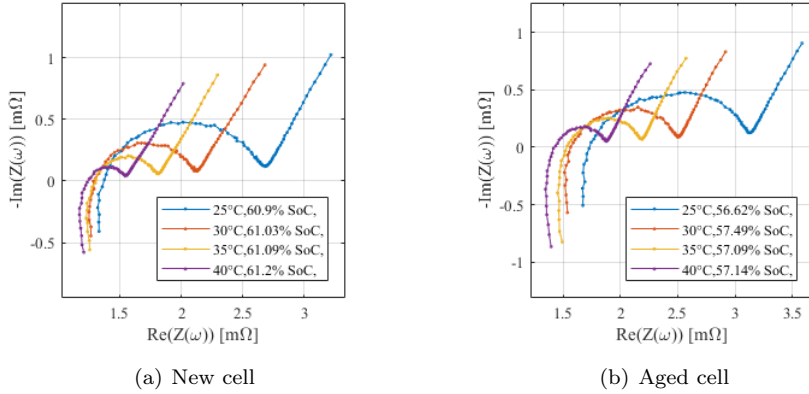 1
0.5
0
-0.5
-Im(Z(ω)) [mΩ]
25°C,60.9% SoC,
30°C,61.03% SoC,
35°C,61.09% SoC,
40°C,61.2% SoC,
1.5 2 2.5 3
Re(Z(ω)) [mΩ]
(a) New cell
1
0.5
0
-0.5
-1
-Im(Z(ω)) [mΩ]
25°C,56.62% SoC,
30°C,57.49% SoC,
35°C,57.09% SoC,
40°C,57.14% SoC,
1.5 2 2.5 3 3.5
Re(Z(ω)) [mΩ]
(b) Aged cell